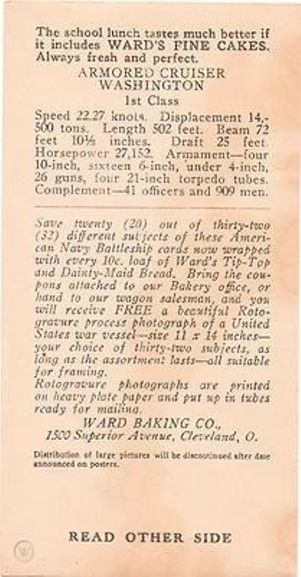 The school lunch tastes much better if
it includes WARD'S FINE CAKES.
Always fresh and perfect.
ARMORED CRUISER
WASHINGTON
1st Class
Speed 22.27 knots. Displacement 14,-
500 tons. Length 502 feet. Beam 72
feet 10½ inches. Draft 25 feet.
Horsepower 27,152. Armament—four
10-inch, sixteen 6-inch, under 4-inch,
26 guns, four 21-inch torpedo tubes.
Complement—41 officers and 909 men.
Save twenty (20) out of thirty-two
(32) different subjects of these Ameri-
can Navy Battleship cards now wrapped
with every 10c. loaf of Ward's Tip-Top
and Dainty-Maid Bread. Bring the cou-
pons attached to our Bakery office, or
hand to our wagon salesman, and you
will receive FREE a beautiful Roto-
gravure process photograph of a United
States war vessel—size 11 x 14 inches—
your choice of thirty-two subjects, as
long as the assortment lasts—all suitable
for framing.
Rotogravure photographs are printed
on heavy plate paper and put up in tubes
ready for mailing.
WARD BAKING CO.,
1500 Superior Avenue, Cleveland, O.
Distribution of large pictures will be discontinued after date
announced on posters.
READ OTHER SIDE